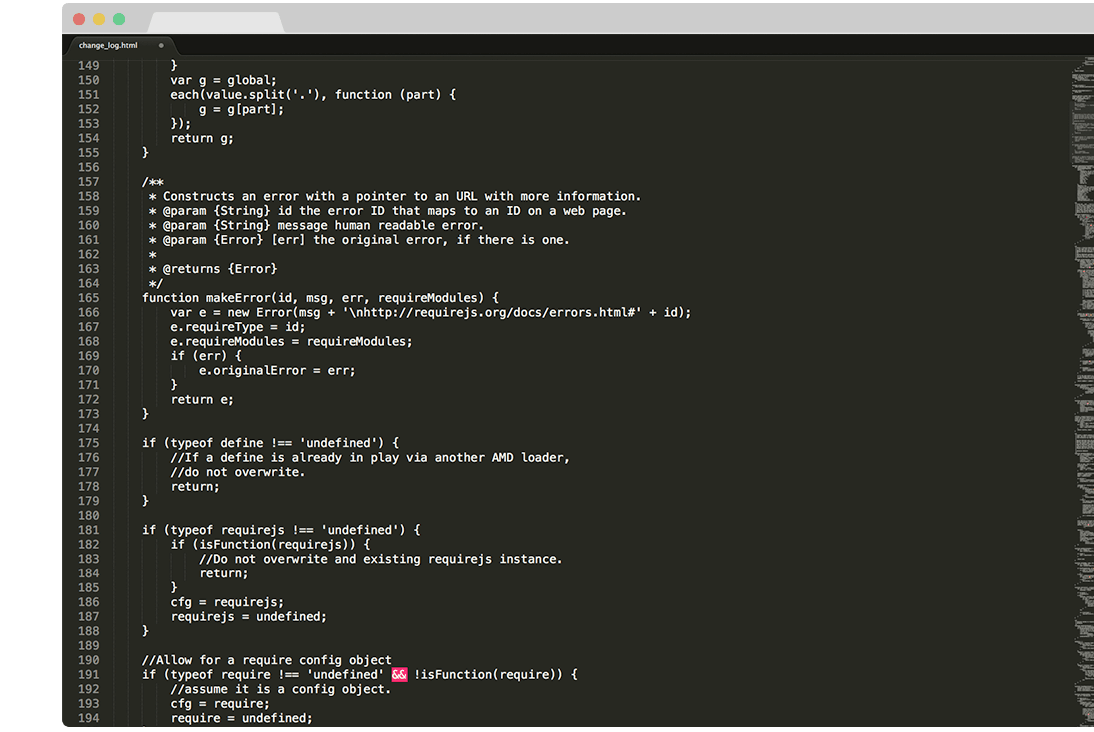 change_log.html
149 }
150 var g = global;
151 each(value.split('.'), function (part) {
152 g = g[part];
153 });
154 return g;
155 }
156
157 /**
158 * Constructs an error with a pointer to an URL with more information.
159 * @param {String} id the error ID that maps to an ID on a web page.
160 * @param {String} message human readable error.
161 * @param {Error} [err] the original error, if there is one.
162 *
163 * @returns {Error}
164 */
165 function makeError(id, msg, err, requireModules) {
166 var e = new Error(msg + '\nhttp://requirejs.org/docs/errors.html#' + id);
167 e.requireType = id;
168 e.requireModules = requireModules;
169 if (err) {
170 e.originalError = err;
171 }
172 return e;
173 }
174
175 if (typeof define !== 'undefined') {
176 //If a define is already in play via another AMD loader,
177 //do not overwrite.
178 return;
179 }
180
181 if (typeof requirejs !== 'undefined') {
182 if (isFunction(requirejs)) {
183 //Do not overwrite and existing requirejs instance.
184 return;
185 }
186 cfg = requirejs;
187 requirejs = undefined;
188 }
189
190 //Allow for a require config object
191 if (typeof require !== 'undefined' && !isFunction(require)) {
192 //assume it is a config object.
193 cfg = require;
194 require = undefined;